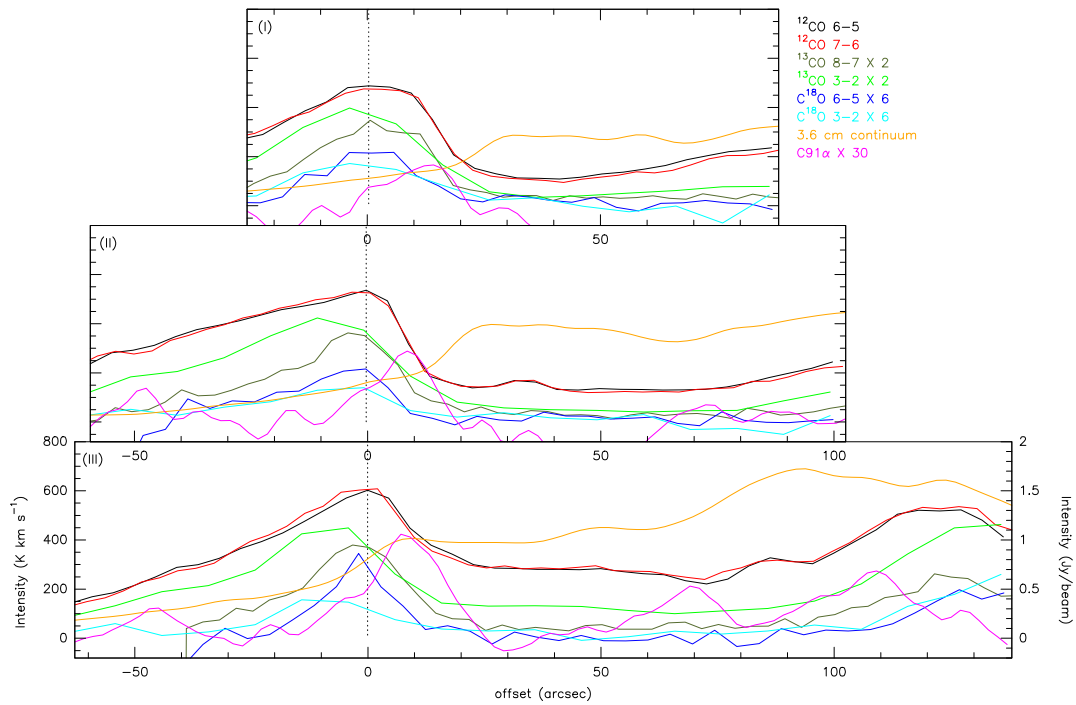 (I)
¹²CO 6−5
¹²CO 7−6
¹³CO 8−7 X 2
¹³CO 3−2 X 2
C¹⁸O 6−5 X 6
C¹⁸O 3−2 X 6
3.6 cm continuum
C91α X 30
0 50
(II)
−50 0 50 100
(III)
800
600
400
200
0
Intensity (K km s⁻¹)
2
1.5
1
0.5
0
Intensity (Jy/beam)
−50 0 50 100
offset (arcsec)